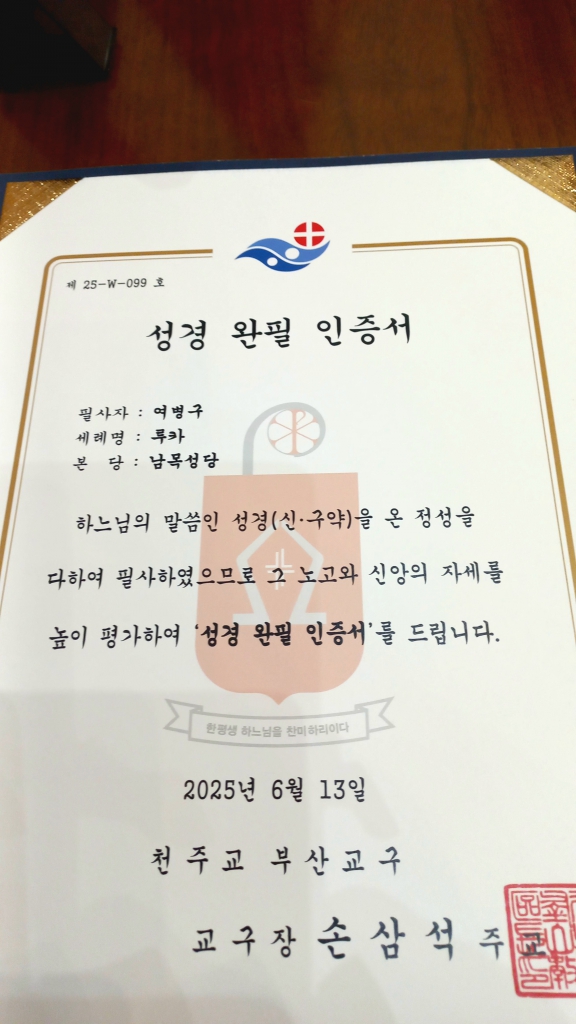 제 25-W-099 호
성경 완필 인증서
필사자 : 여병구
세례명 : 루카
본 당 : 남목성당
하느님의 말씀인 성경(신·구약)을 온 정성을
다하여 필사하였으므로 그 노고와 신앙의 자세를
높이 평가하여 '성경 완필 인증서'를 드립니다.
한평생 하느님을 찬미하리이다
2025년 6월 13일
천 주 교 부 산 교 구
교 구 장 손 삼 석 주 교